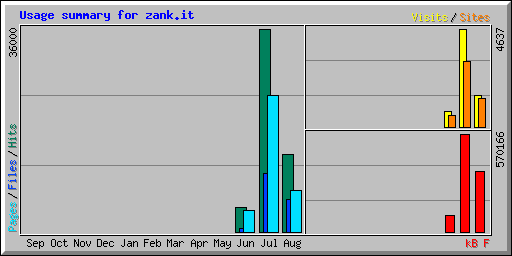 Usage summary for zank.it
Visits/Sites
36000
4637
570166
Pages/Files/Hits
Sep Oct Nov Dec Jan Feb Mar Apr May Jun Jul Aug
kB F